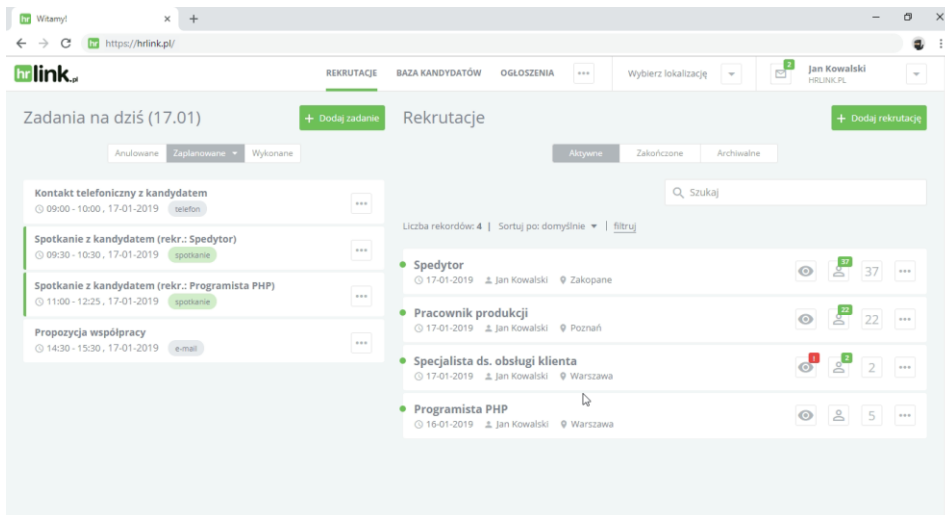 hr Witamy!
hr https://hrlink.pl/
hrlink.pl
REKRUTACJE BAZA KANDYDATÓW OGŁOSZENIA ••• Wybierz lokalizację 2 Jan Kowalski
HRLINK.PL
Zadania na dziś (17.01) + Dodaj zadanie
Anulowane Zaplanowane Wykonane
Kontakt telefoniczny z kandydatem
09:00 - 10:00 , 17-01-2019 telefon
Spotkanie z kandydatem (rekr.: Spedytor)
09:30 - 10:30 , 17-01-2019 spotkanie
Spotkanie z kandydatem (rekr.: Programista PHP)
11:00 - 12:25 , 17-01-2019 spotkanie
Propozycja współpracy
14:30 - 15:30 , 17-01-2019 e-mail
Rekrutacje + Dodaj rekrutację
Aktywne Zakończone Archiwalne
Szukaj
Liczba rekordów: 4 | Sortuj po: domyślnie | filtruj
Spedytor
17-01-2019 Jan Kowalski Zakopane
37 37
Pracownik produkcji
17-01-2019 Jan Kowalski Poznań
22 22
Specjalista ds. obsługi klienta
17-01-2019 Jan Kowalski Warszawa
! 2 2
Programista PHP
16-01-2019 Jan Kowalski Warszawa
5